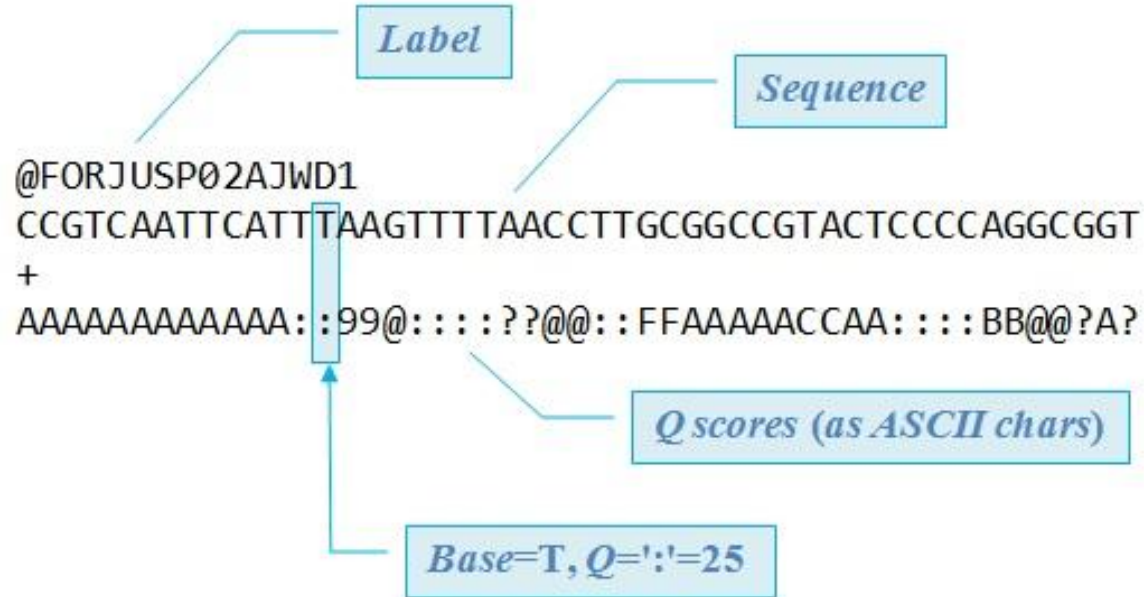 Label
Sequence
@FORJUSP02AJWD1
CCGTCAATTCATTTAAGTTTTAACCTTGCGGCCGTACTCCCCAGGCGGT
+
AAAAAAAAAAAA::99@::::??@@::FFAAAAACCAA::::BB@@?A?
Q scores (as ASCII chars)
Base=T, Q=':'=25